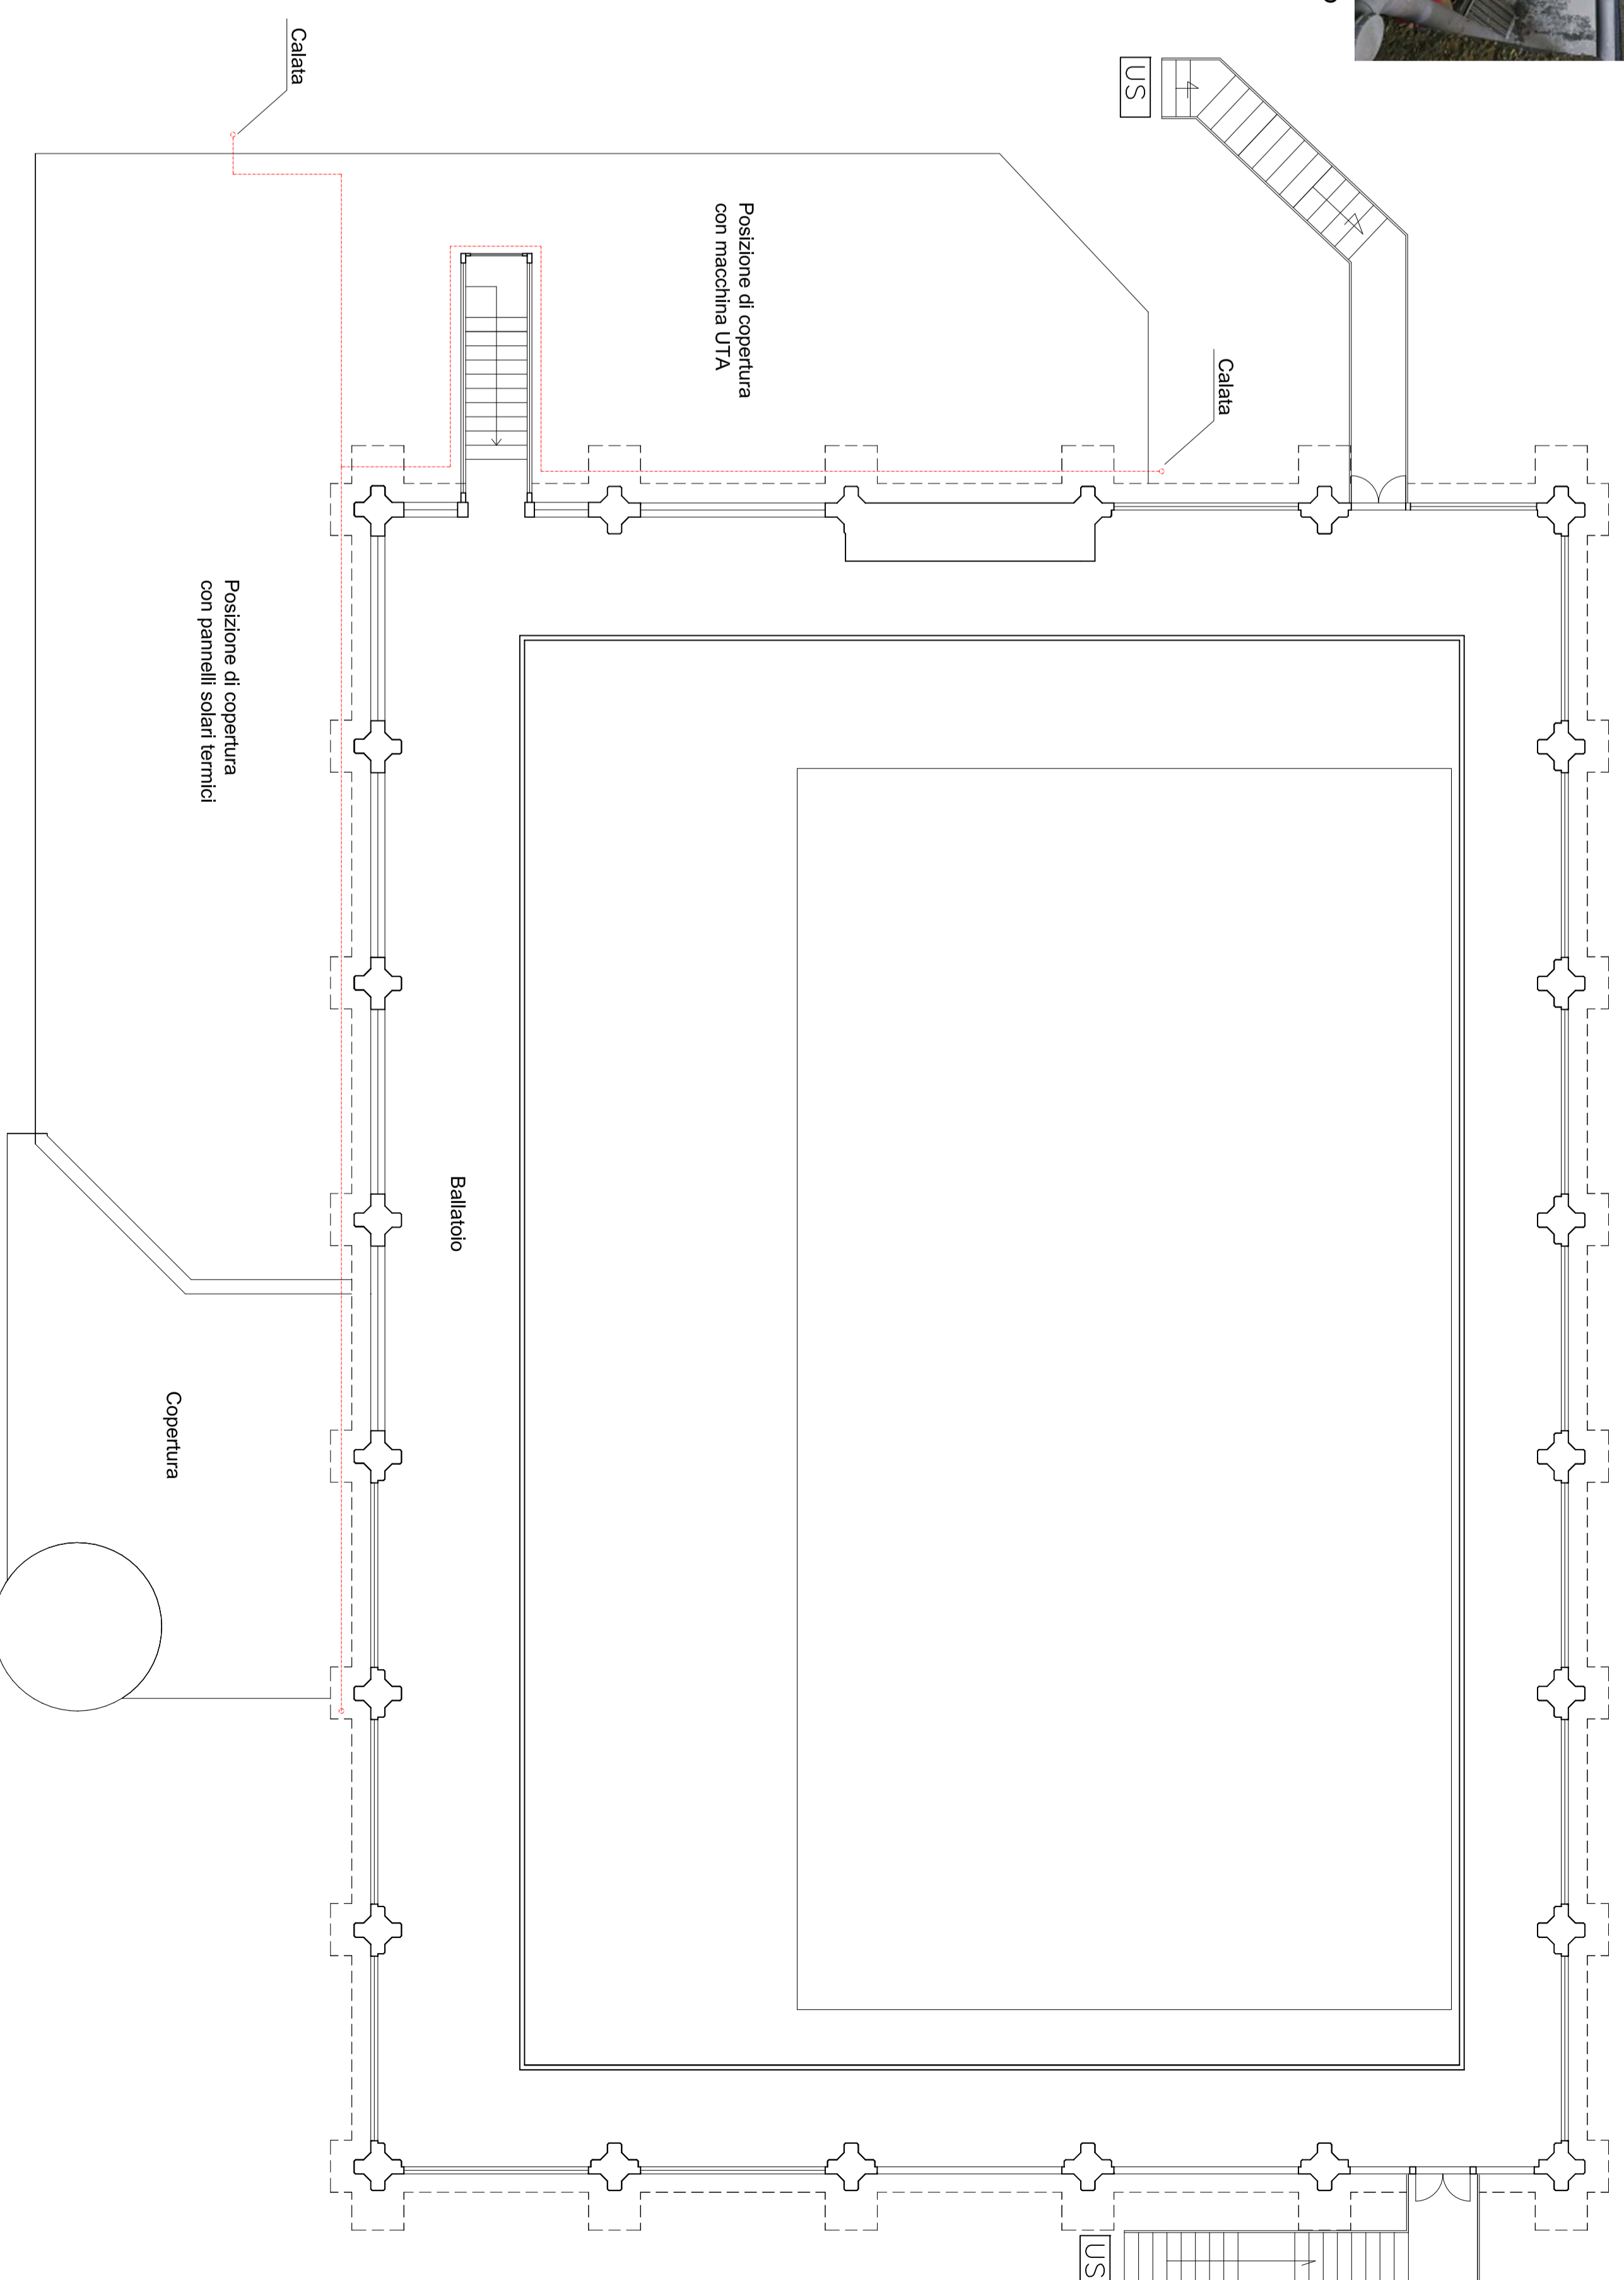 US
Calata
Posizione di copertura
con macchina UTA
Calata
Posizione di copertura
con pannelli solari termici
Ballatoio
Copertura
US